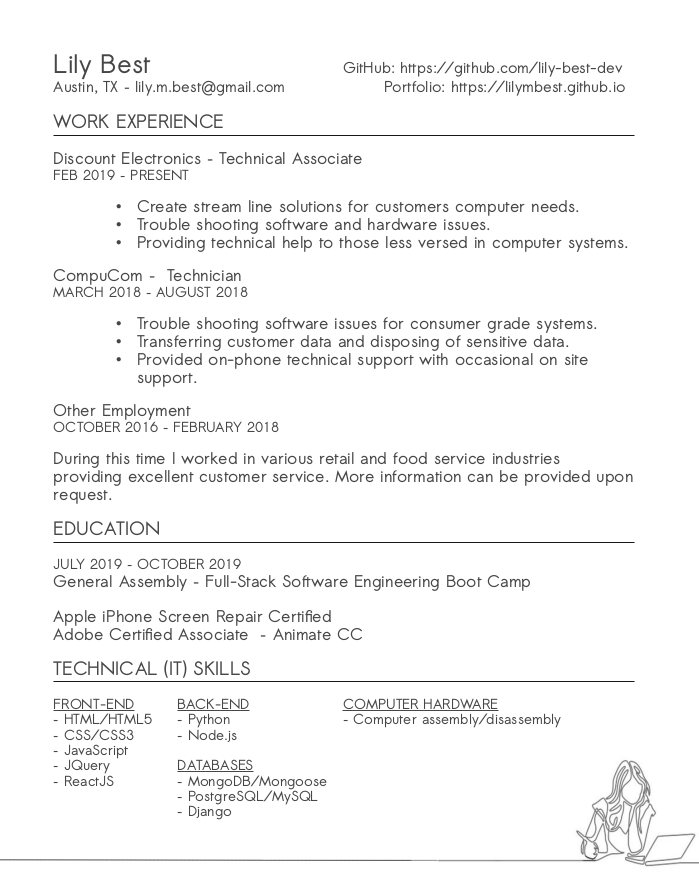 Lily Best
GitHub: https://github.com/lily-best-dev
Austin, TX - lily.m.best@gmail.com
Portfolio: https://lilymbest.github.io
WORK EXPERIENCE
Discount Electronics - Technical Associate
FEB 2019 - PRESENT
• Create stream line solutions for customers computer needs.
• Trouble shooting software and hardware issues.
• Providing technical help to those less versed in computer systems.
CompuCom - Technician
MARCH 2018 - AUGUST 2018
• Trouble shooting software issues for consumer grade systems.
• Transferring customer data and disposing of sensitive data.
• Provided on-phone technical support with occasional on site
support.
Other Employment
OCTOBER 2016 - FEBRUARY 2018
During this time I worked in various retail and food service industries
providing excellent customer service. More information can be provided upon
request.
EDUCATION
JULY 2019 - OCTOBER 2019
General Assembly - Full-Stack Software Engineering Boot Camp
Apple iPhone Screen Repair Certified
Adobe Certified Associate - Animate CC
TECHNICAL (IT) SKILLS
FRONT-END
- HTML/HTML5
- CSS/CSS3
- JavaScript
- JQuery
- ReactJS
BACK-END
- Python
- Node.js
DATABASES
- MongoDB/Mongoose
- PostgreSQL/MySQL
- Django
COMPUTER HARDWARE
- Computer assembly/disassembly